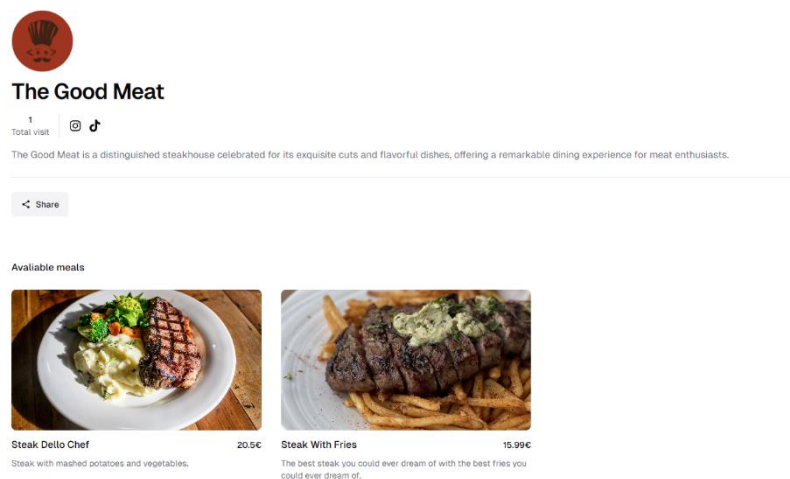 The Good Meat
1
Total visit
The Good Meat is a distinguished steakhouse celebrated for its exquisite cuts and flavorful dishes, offering a remarkable dining experience for meat enthusiasts.
Share
Avaliable meals
Steak Dello Chef 20.5€
Steak with mashed potatoes and vegetables.
Steak With Fries 15.99€
The best steak you could ever dream of with the best fries you
could ever dream of.